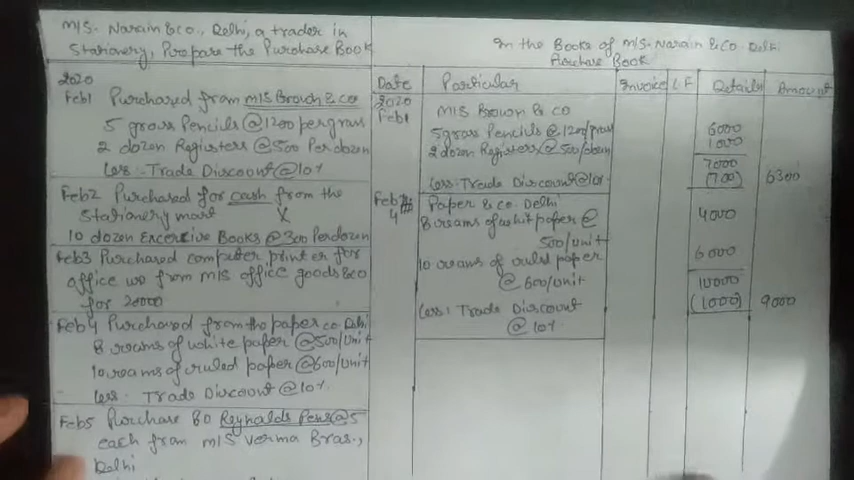 M/S. Narain & co., Delhi, a trader in
Stationery, Prepare the Purchase Book
2020
Feb1 Purchased from M/S Brown & co
5 gross Pencils @1200 per gross
2 dozen Registers @500 Per dozen
Less:- Trade Discount @10%
Feb2 Purchased for cash from the
Stationery mart X
10 dozen Excercise Books @300 Per dozen
Feb3 Purchased computer printer for
office use from M/S office goods & co
for 20000
Feb4 Purchased from the paper co. Delhi
8 reams of white paper @500/Unit
10 reams of ruled paper @600/Unit
Less:- Trade Discount @10%
Feb5 Purchase 80 Reynalds Pens @5
each from M/S Verma Bros.,
Delhi
In the Books of M/S. Narain & Co. Delhi
Purchase Book
Date Particular Invoice L.F Details Amount
2020
Feb1 M/S Brown & Co
5 gross Pencils @1200/gross 6000
2 dozen Registers @500/dozen 1000
7000
Less: Trade Discount @10% (700) 6300
Feb
4 Paper & co. Delhi
8 reams of whit paper @ 4000
500/unit
10 reams of ruled paper 6000
@ 600/unit
10000
Less: Trade Discount (1000) 9000
@ 10%